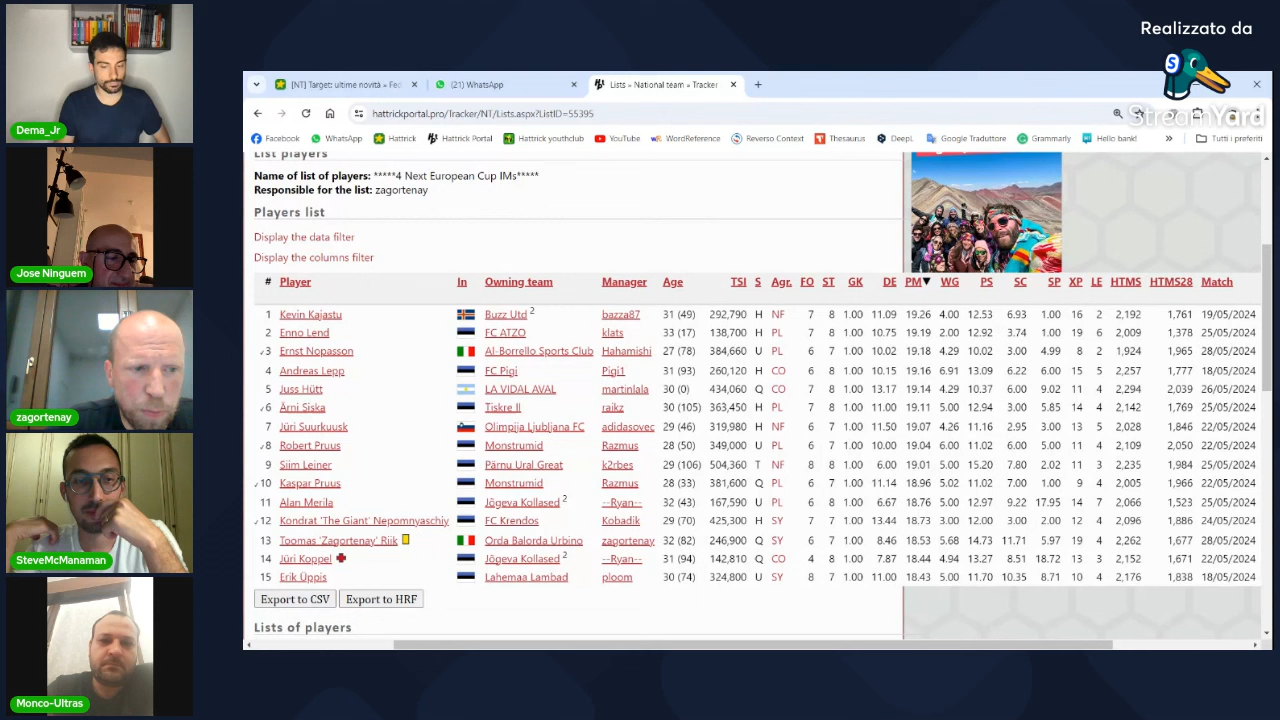 Realizzato da
StreamYard
Dema_Jr
Jose Ninguem
zagortenay
SteveMcManaman
Monco-Ultras
[NT] Target: ultime novità » Fec
(21) WhatsApp
Lists » National team » Tracker
hattrickportal.pro/Tracker/NT/Lists.aspx?ListID=55395
Facebook WhatsApp Hattrick Hattrick Portal Hattrick youthclub YouTube WordReference Reverso Context Thesaurus DeepL Google Traduttore Grammarly Hello bank! » Tutti i preferiti
List players
Name of list of players: *****4 Next European Cup IMs*****
Responsible for the list: zagortenay
Players list
Display the data filter
Display the columns filter
# Player In Owning team Manager Age TSI S Agr. FO ST GK DE PM▼ WG PS SC SP XP LE HTMS HTMS28 Match
1 Kevin Kajastu Buzz Utd 2 bazza87 31 (49) 292,790 H NF 7 8 1.00 11.09 19.26 4.00 12.53 6.93 1.00 16 2 2,192 1,761 19/05/2024
2 Enno Lend FC ATZO klats 33 (17) 138,700 H PL 7 8 1.00 10.75 19.19 2.00 12.92 3.74 1.00 19 6 2,009 1,378 25/05/2024
✓3 Ernst Nopasson Al-Borrello Sports Club Hahamishi 27 (78) 384,660 U PL 6 7 1.00 10.02 19.18 4.29 10.02 3.00 4.99 8 2 1,924 1,965 28/05/2024
4 Andreas Lepp FC Pigi Pigi1 31 (93) 260,120 H CO 7 8 1.00 10.15 19.16 6.91 13.09 6.22 6.00 15 5 2,257 1,777 18/05/2024
5 Juss Hütt LA VIDAL AVAL martinlala 30 (0) 434,060 Q CO 7 8 1.00 13.17 19.14 4.29 10.37 6.00 9.02 11 4 2,294 2,039 26/05/2024
✓6 Ärni Siska Tiskre II raikz 30 (105) 363,450 H PL 7 8 1.00 11.00 19.11 5.00 12.94 3.00 5.85 14 4 2,142 1,769 25/05/2024
7 Jüri Suurkuusk Olimpija Ljubljana FC adidasovec 29 (46) 319,980 H NF 6 7 1.00 11.50 19.07 4.26 11.16 2.95 3.00 13 5 2,028 1,846 22/05/2024
✓8 Robert Pruus Monstrumid Razmus 28 (50) 349,000 U PL 6 7 1.00 10.00 19.04 6.00 11.02 6.00 5.00 11 4 2,109 2,050 22/05/2024
9 Siim Leiner Pärnu Ural Great k2rbes 29 (106) 504,360 T NF 8 8 1.00 6.00 19.01 5.00 15.20 7.80 2.02 11 3 2,235 1,984 25/05/2024
✓10 Kaspar Pruus Monstrumid Razmus 28 (33) 381,600 Q PL 6 7 1.00 11.14 18.96 5.02 11.02 7.00 1.00 9 4 2,005 1,965 22/05/2024
11 Alan Merila Jõgeva Kollased 2 --Ryan-- 32 (43) 167,590 U PL 8 8 1.00 6.67 18.76 5.00 12.97 9.22 17.95 14 7 2,066 1,523 25/05/2024
✓12 Kondrat 'The Giant' Nepomnyaschiy FC Krendos Kobadik 29 (70) 425,300 H SY 7 7 1.00 13.44 18.73 3.00 12.00 3.00 2.00 12 4 2,096 1,886 24/05/2024
13 Toomas 'Zagortenay' Riik Orda Balorda Urbino zagortenay 32 (82) 246,900 Q SY 7 8 1.00 8.46 18.53 5.68 14.73 11.71 5.97 19 4 2,262 1,677 28/05/2024
14 Jüri Koppel Jõgeva Kollased 2 --Ryan-- 31 (94) 142,280 Q CO 4 8 1.00 7.87 18.44 4.94 13.27 8.51 18.72 13 3 2,152 1,671 28/05/2024
15 Erik Üppis Lahemaa Lambad ploom 30 (74) 324,800 U SY 8 7 1.00 11.00 18.43 5.00 11.70 10.35 8.71 10 4 2,176 1,838 18/05/2024
Export to CSV Export to HRF
Lists of players